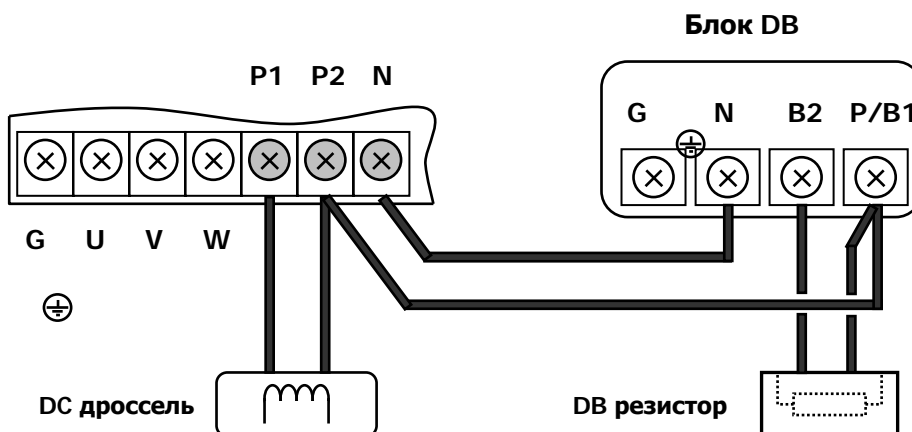 Блок DB
P1 P2 N
G N B2 P/B1
G U V W
DC дроссель
DB резистор